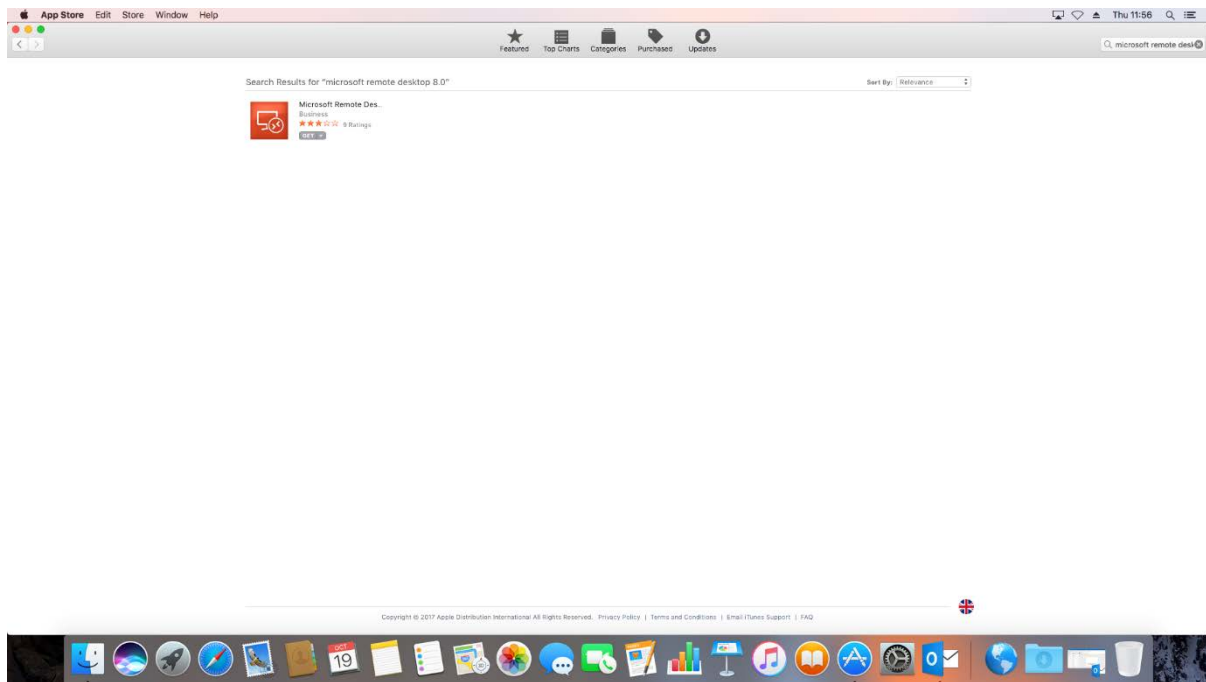 App Store Edit Store Window Help
Thu 11:56
Featured Top Charts Categories Purchased Updates
microsoft remote desk
Search Results for "microsoft remote desktop 8.0"
Sort By: Relevance
Microsoft Remote Des..
Business
9 Ratings
GET
Copyright © 2017 Apple Distribution International All Rights Reserved. Privacy Policy | Terms and Conditions | Email iTunes Support | FAQ
OCT
19